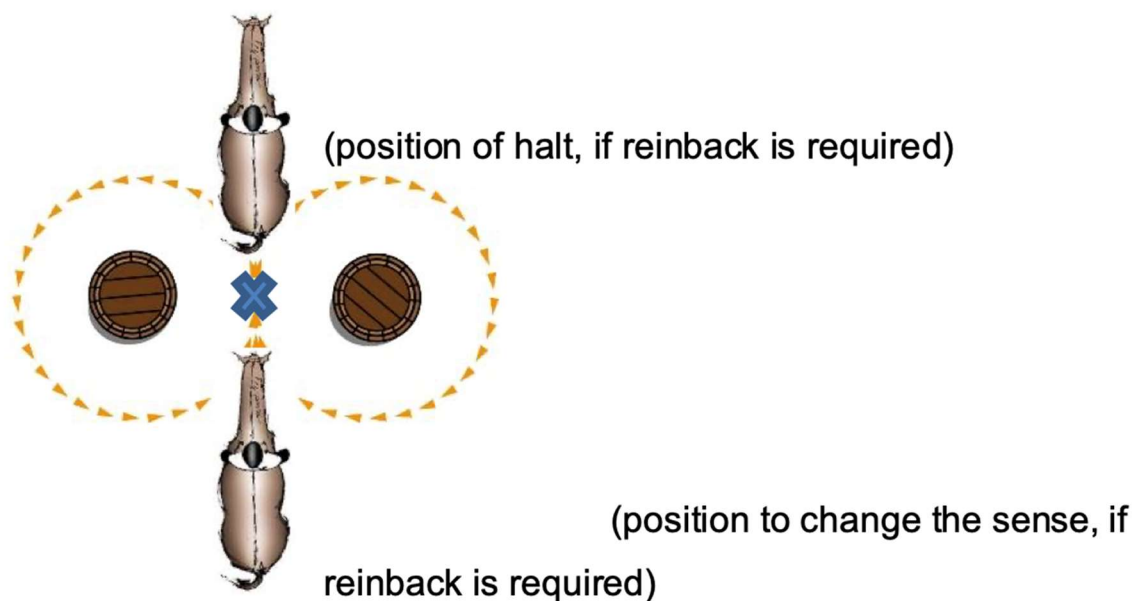 (position of halt, if reinback is required)
(position to change the sense, if
reinback is required)